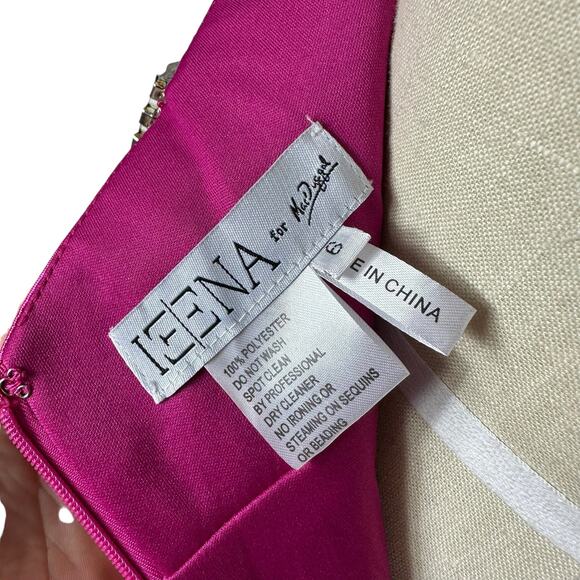 IEENA for Mac Duggal
6
E IN CHINA
100% POLYESTER
DO NOT WASH
SPOT CLEAN
BY PROFESSIONAL
DRY CLEANER
NO IRONING OR
STEAMING ON SEQUINS
OR BEADING